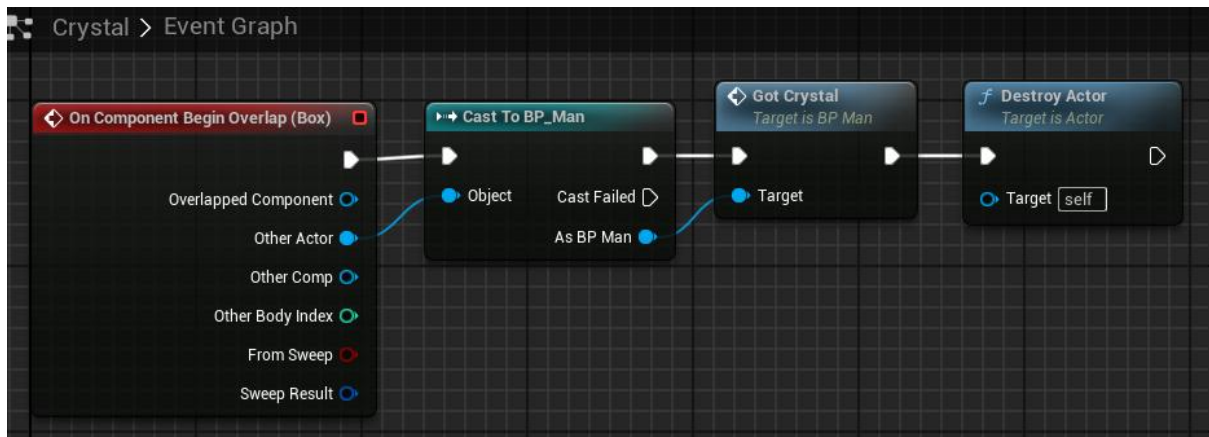 Crystal > Event Graph
On Component Begin Overlap (Box)
Overlapped Component
Other Actor
Other Comp
Other Body Index
From Sweep
Sweep Result
Cast To BP_Man
Object
Cast Failed
As BP Man
Got Crystal
Target is BP Man
Target
Destroy Actor
Target is Actor
Target self